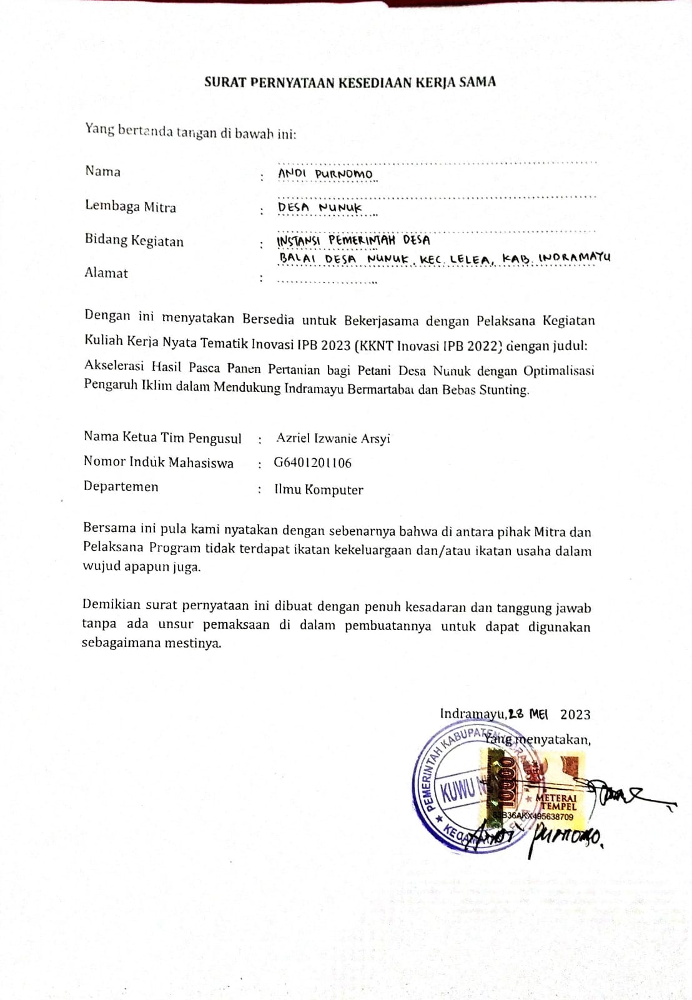 SURAT PERNYATAAN KESEDIAAN KERJA SAMA
Yang bertanda tangan di bawah ini:
Nama : ANDI PURNOMO
Lembaga Mitra : DESA NUNUK
Bidang Kegiatan : INSTANSI PEMERINTAH DESA
BALAI DESA NUNUK, KEC. LELEA, KAB. INDRAMAYU
Alamat :
Dengan ini menyatakan Bersedia untuk Bekerjasama dengan Pelaksana Kegiatan
Kuliah Kerja Nyata Tematik Inovasi IPB 2023 (KKNT Inovasi IPB 2022) dengan judul:
Akselerasi Hasil Pasca Panen Pertanian bagi Petani Desa Nunuk dengan Optimalisasi
Pengaruh Iklim dalam Mendukung Indramayu Bermartabat dan Bebas Stunting.
Nama Ketua Tim Pengusul : Azriel Izwanie Arsyi
Nomor Induk Mahasiswa : G6401201106
Departemen : Ilmu Komputer
Bersama ini pula kami nyatakan dengan sebenarnya bahwa di antara pihak Mitra dan
Pelaksana Program tidak terdapat ikatan kekeluargaan dan/atau ikatan usaha dalam
wujud apapun juga.
Demikian surat pernyataan ini dibuat dengan penuh kesadaran dan tanggung jawab
tanpa ada unsur pemaksaan di dalam pembuatannya untuk dapat digunakan
sebagaimana mestinya.
Indramayu, 28 MEI 2023
Yang menyatakan,
PEMERINTAH KABUPATEN
KUWU
10000
METERAI
TEMPEL
Andi Purnomo.